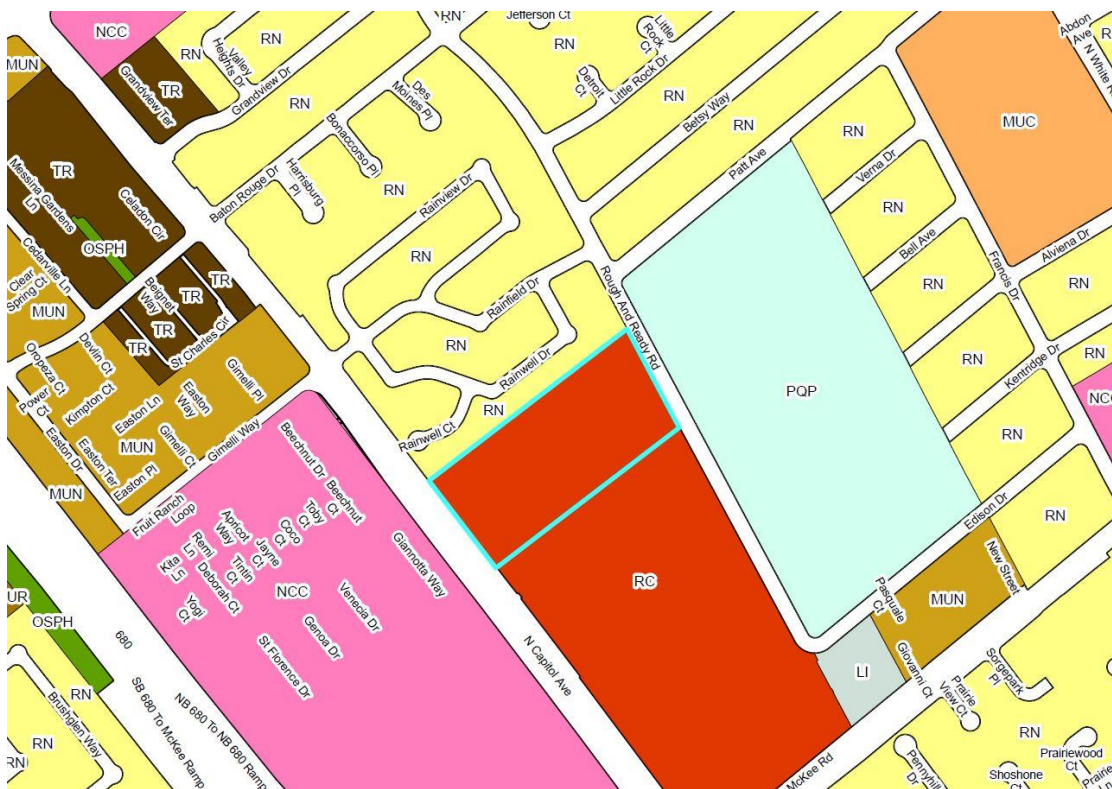 NCC
RN
RN
RN
Jefferson Ct
Little
Rock
Ct
Abdon
Ave
N White R
R
MUN
Valley
Heights Dr
RN
Grandview Ter
TR
Grandview Dr
RN
Des
Moines Pl
Detroit
Ct
Little Rock Dr
RN
Betsy Way
RN
MUC
RN
Bonaccorso Pl
RN
Patt Ave
Verna Dr
TR
Messina Gardens
Ln
Celadon Cir
Baton Rouge Dr
Harrisburg
Pl
Rainview Dr
RN
RN
Bell Ave
OSPH
Cedarville Ln
Clear
Spring Ct
MUN
Beignet
Way
TR
TR
TR
TR
St Charles Cir
RN
Rainfield Dr
Rough And Ready Rd
RN
Francis Dr
Alviena Dr
RN
Devlin Ct
Oropeza Ct
Power
Ct
Kimpton Ct
Easton Ln
Easton
Way
Gimelli Pl
RN
Rainwell Dr
RN
Kentridge Dr
RN
PQP
NCC
MUN
Gimelli Ct
Gimelli Way
Easton Dr
Easton Ter
Easton Pl
RN
Rainwell Ct
RN
MUN
Fruit Ranch
Loop
Beechnut Dr
Beechnut
Ct
Toby
Ct
Coco
Ct
Apricot
Way
Jayne
Ct
Remi
Ln
Tintin
Ct
Kita
Ln
Deborah Ct
Yogi
Ct
Giannotta Way
Edison Dr
RN
NCC
Venecia Dr
Genoa Dr
St Florence Dr
RC
New Street
MUN
Pasquale
Ct
UR
OSPH
680
N Capitol Ave
LI
Giovanni Ct
Sorgepark
Pl
Prairie
View Ct
RN
RN
Brushglen Way
SB 680 To McKee Ramp
NB 680 To NB 680 Ramp
RN
RN
McKee Rd
Pennyhill
Dr
Shoshone
Ct
Prairiewood
Ct
Prairie
Ln